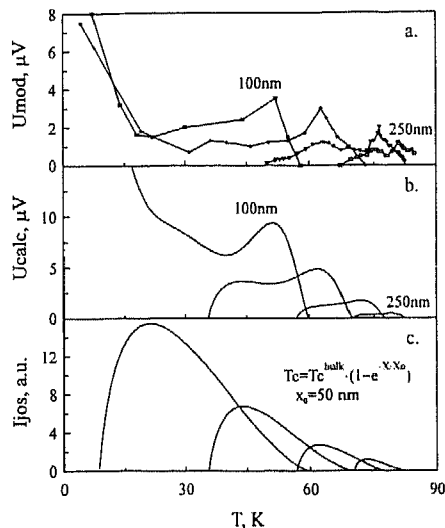 a.
Umod, µV
8
6
4
2
0
100nm
250nm
b.
Ucalc, µV
10
5
0
100nm
250nm
c.
Ijos, a.u.
12
8
4
0
Tc=Tc^bulk·(1-e^-X/X₀)
x₀=50 nm
0
30
60
90
T, K